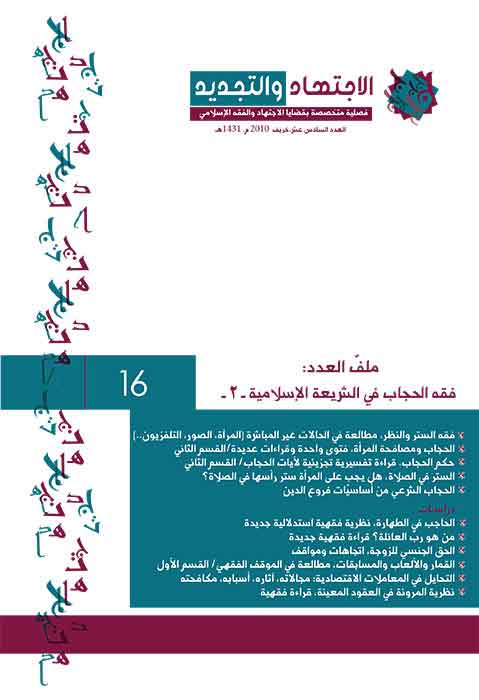 الاجتهاد والتجديد
فصلية متخصصة بقضايا الاجتهاد والفقه الإسلامي
العدد السادس عشر، خريف 2010 م، 1431هـ
ملفّ العدد:
فقه الحجاب في الشريعة الإسلامية ـ ٢ ـ
16
فقه الستر والنظر، مطالعة في الحالات غير المباشرة (المرأة، الصور، التلفزيون..)
الحجاب ومصافحة المرأة، فتوى واحدة وقراءات عديدة/ القسم الثاني
حكم الحجاب، قراءة تفسيرية تجزيئية لآيات الحجاب/ القسم الثاني
الستر في الصلاة، هل يجب على المرأة ستر رأسها في الصلاة؟
الحجاب الشرعي من أساسيّات فروع الدين
دراسات
الحاجب في الطهارة، نظرية فقهية استدلالية جديدة
من هو ربّ العائلة؟ قراءة فقهية جديدة
الحق الجنسي للزوجة، اتجاهات ومواقف
القمار والألعاب والمسابقات، مطالعة في الموقف الفقهي/ القسم الأول
التحايل في المعاملات الاقتصادية: مجالاته، آثاره، أسبابه، مكافحته
نظرية المرونة في العقود المعينة، قراءة فقهية